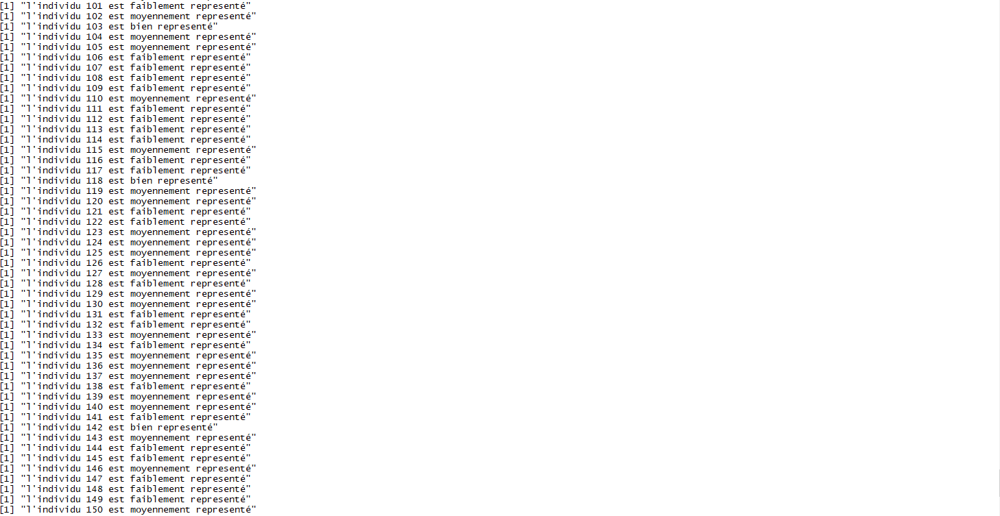 [1] "l'individu 101 est faiblement representé"
[1] "l'individu 102 est moyennement representé"
[1] "l'individu 103 est bien representé"
[1] "l'individu 104 est moyennement representé"
[1] "l'individu 105 est moyennement representé"
[1] "l'individu 106 est faiblement representé"
[1] "l'individu 107 est faiblement representé"
[1] "l'individu 108 est faiblement representé"
[1] "l'individu 109 est faiblement representé"
[1] "l'individu 110 est moyennement representé"
[1] "l'individu 111 est faiblement representé"
[1] "l'individu 112 est faiblement representé"
[1] "l'individu 113 est faiblement representé"
[1] "l'individu 114 est faiblement representé"
[1] "l'individu 115 est moyennement representé"
[1] "l'individu 116 est faiblement representé"
[1] "l'individu 117 est faiblement representé"
[1] "l'individu 118 est bien representé"
[1] "l'individu 119 est moyennement representé"
[1] "l'individu 120 est moyennement representé"
[1] "l'individu 121 est faiblement representé"
[1] "l'individu 122 est faiblement representé"
[1] "l'individu 123 est moyennement representé"
[1] "l'individu 124 est moyennement representé"
[1] "l'individu 125 est moyennement representé"
[1] "l'individu 126 est faiblement representé"
[1] "l'individu 127 est moyennement representé"
[1] "l'individu 128 est faiblement representé"
[1] "l'individu 129 est moyennement representé"
[1] "l'individu 130 est moyennement representé"
[1] "l'individu 131 est faiblement representé"
[1] "l'individu 132 est faiblement representé"
[1] "l'individu 133 est moyennement representé"
[1] "l'individu 134 est faiblement representé"
[1] "l'individu 135 est moyennement representé"
[1] "l'individu 136 est moyennement representé"
[1] "l'individu 137 est moyennement representé"
[1] "l'individu 138 est faiblement representé"
[1] "l'individu 139 est moyennement representé"
[1] "l'individu 140 est moyennement representé"
[1] "l'individu 141 est faiblement representé"
[1] "l'individu 142 est bien representé"
[1] "l'individu 143 est moyennement representé"
[1] "l'individu 144 est faiblement representé"
[1] "l'individu 145 est faiblement representé"
[1] "l'individu 146 est moyennement representé"
[1] "l'individu 147 est faiblement representé"
[1] "l'individu 148 est faiblement representé"
[1] "l'individu 149 est faiblement representé"
[1] "l'individu 150 est moyennement representé"